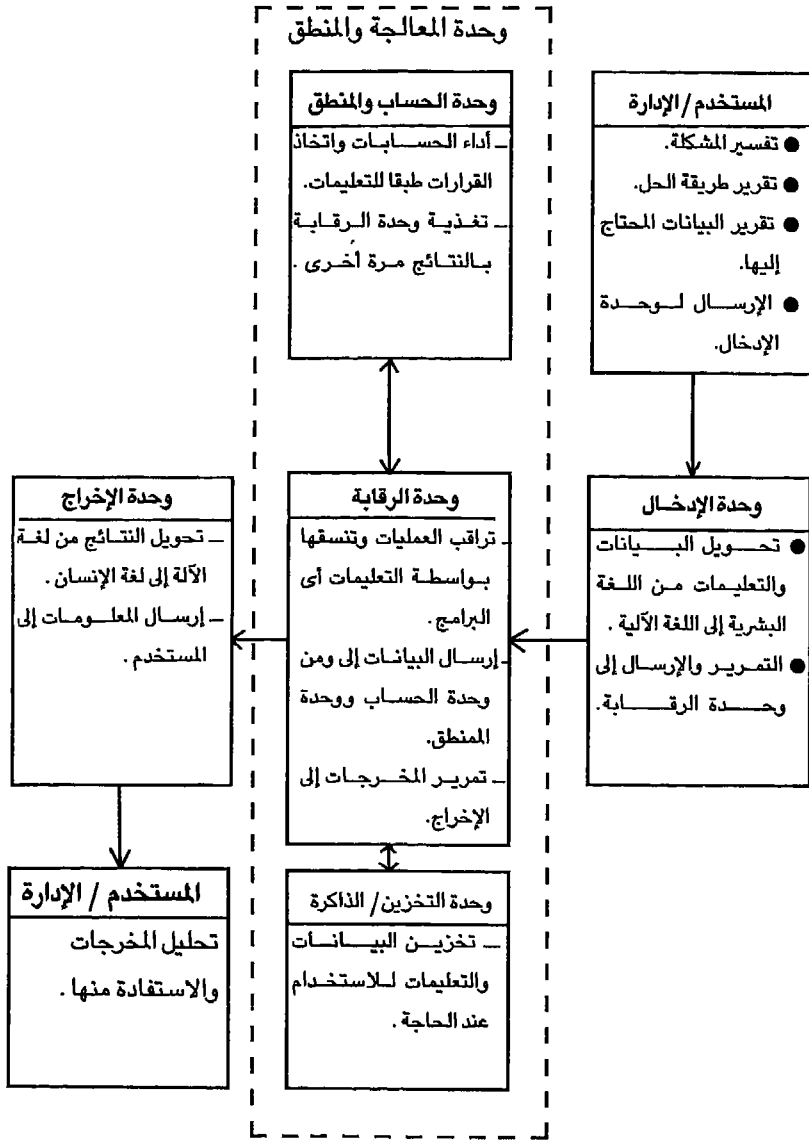 وحدة المعالجة والمنطق
المستخدم/الإدارة
● تفسير المشكلة.
● تقرير طريقة الحل.
● تقرير البيانات المحتاج
إليها.
● الإرسال لوحدة
الإدخال.
وحدة الحساب والمنطق
– أداء الحسابات واتخاذ
القرارات طبقا للتعليمات.
– تغذية وحدة الرقابة
بالنتائج مرة أخرى.
وحدة الإدخال
● تحويل البيانات
والتعليمات من اللغة
البشرية إلى اللغة الآلية.
● التمرير والإرسال إلى
وحدة الرقابة.
وحدة الرقابة
– تراقب العمليات وتنسقها
بواسطة التعليمات أى
البرامج.
– إرسال البيانات إلى ومن
وحدة الحساب ووحدة
الممنطق.
– تمرير المخرجات إلى
الإخراج.
وحدة الإخراج
– تحويل النتائج من لغة
الآلة إلى لغة الإنسان.
– إرسال المعلومات إلى
المستخدم.
وحدة التخزين/ الذاكرة
– تخزين البيانات
والتعليمات للاستخدام
عند الحاجة.
المستخدم / الإدارة
تحليل المخرجات
والاستفادة منها.